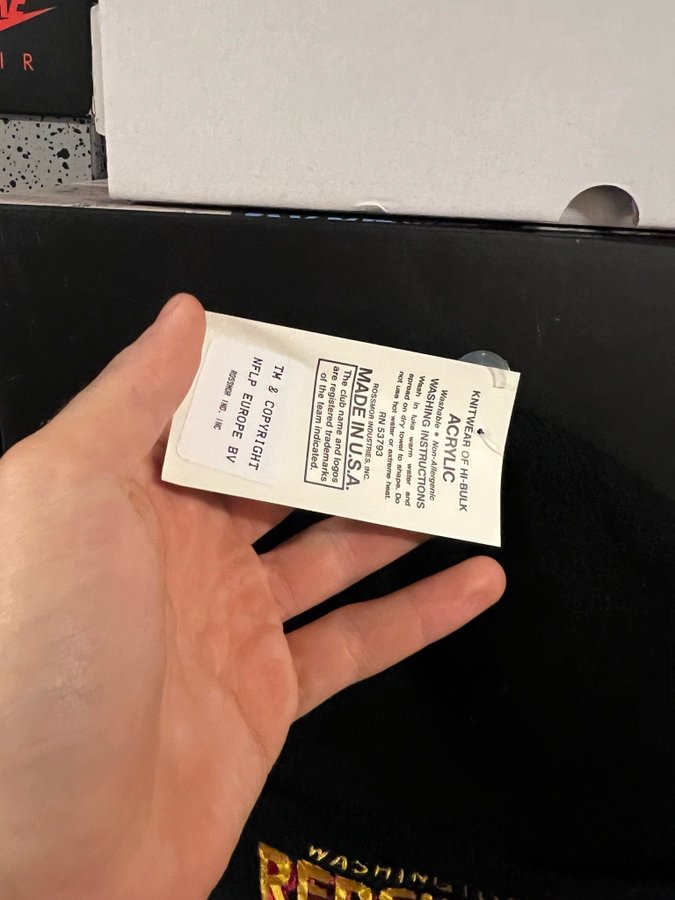 KNITWEAR OF HI-BULK
ACRYLIC
Washable • Non-Allergenic
WASHING INSTRUCTIONS
Wash in luke warm water and
spread on dry towel to shape. Do
not use hot water or extreme heat.
RN 53793
ROSSMOR INDUSTRIES, INC.
MADE IN U.S.A.
The club name and logos
are registered trademarks
of the team indicated.
TM & COPYRIGHT
NFLP EUROPE BV
ROSSMOR IND. INC